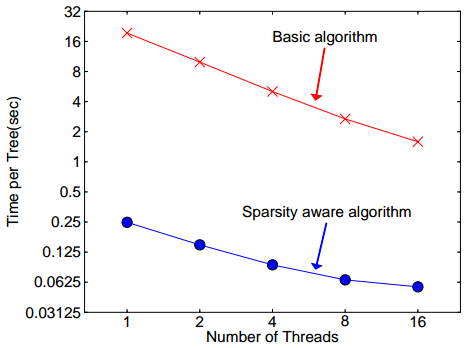 32
16
Basic algorithm
8
4
2
1
0.5
Sparsity aware algorithm
0.25
0.125
0.0625
0.03125
Time per Tree(sec)
1 2 4 8 16
Number of Threads